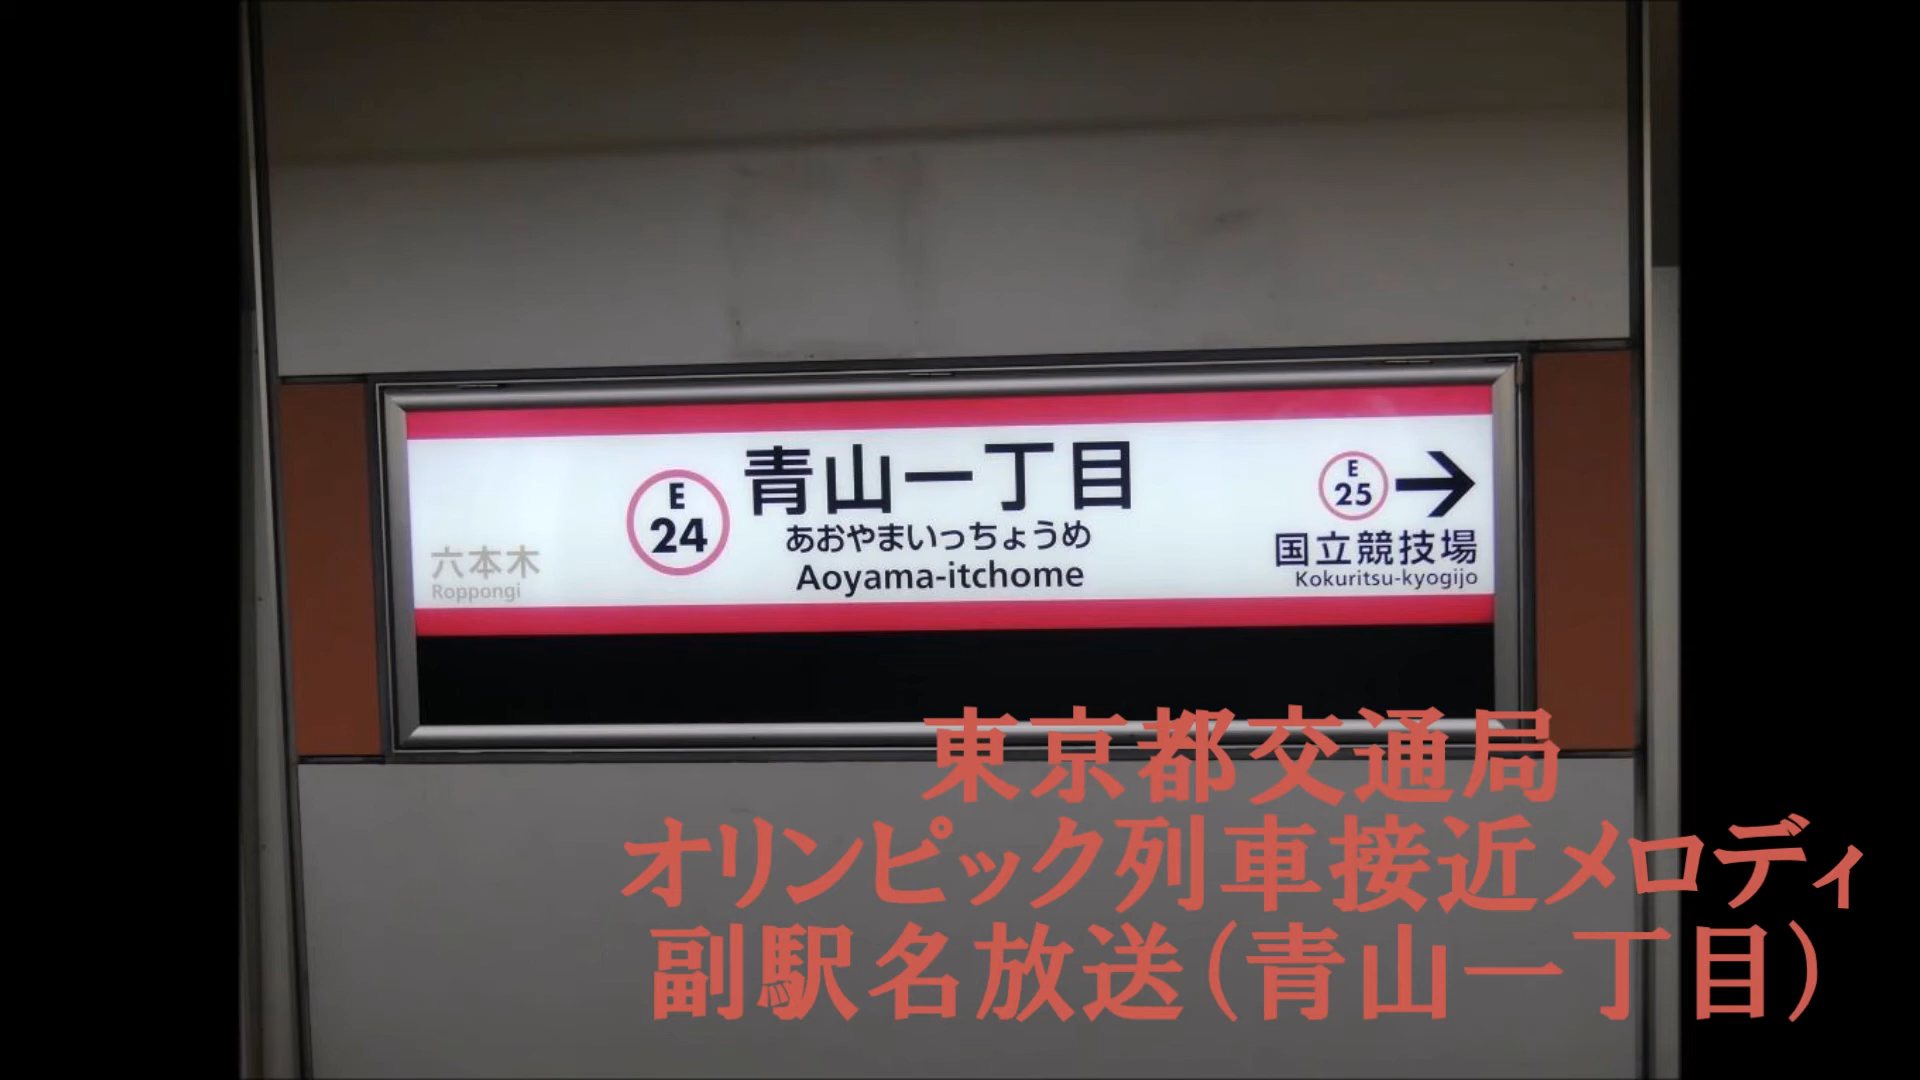 青山一丁目
あおやまいっちょうめ
Aoyama-itchome
E
24
六本木
Roppongi
E
25
→
国立競技場
Kokuritsu-kyogijo
東京都交通局
オリンピック列車接近メロディ
副駅名放送(青山一丁目)